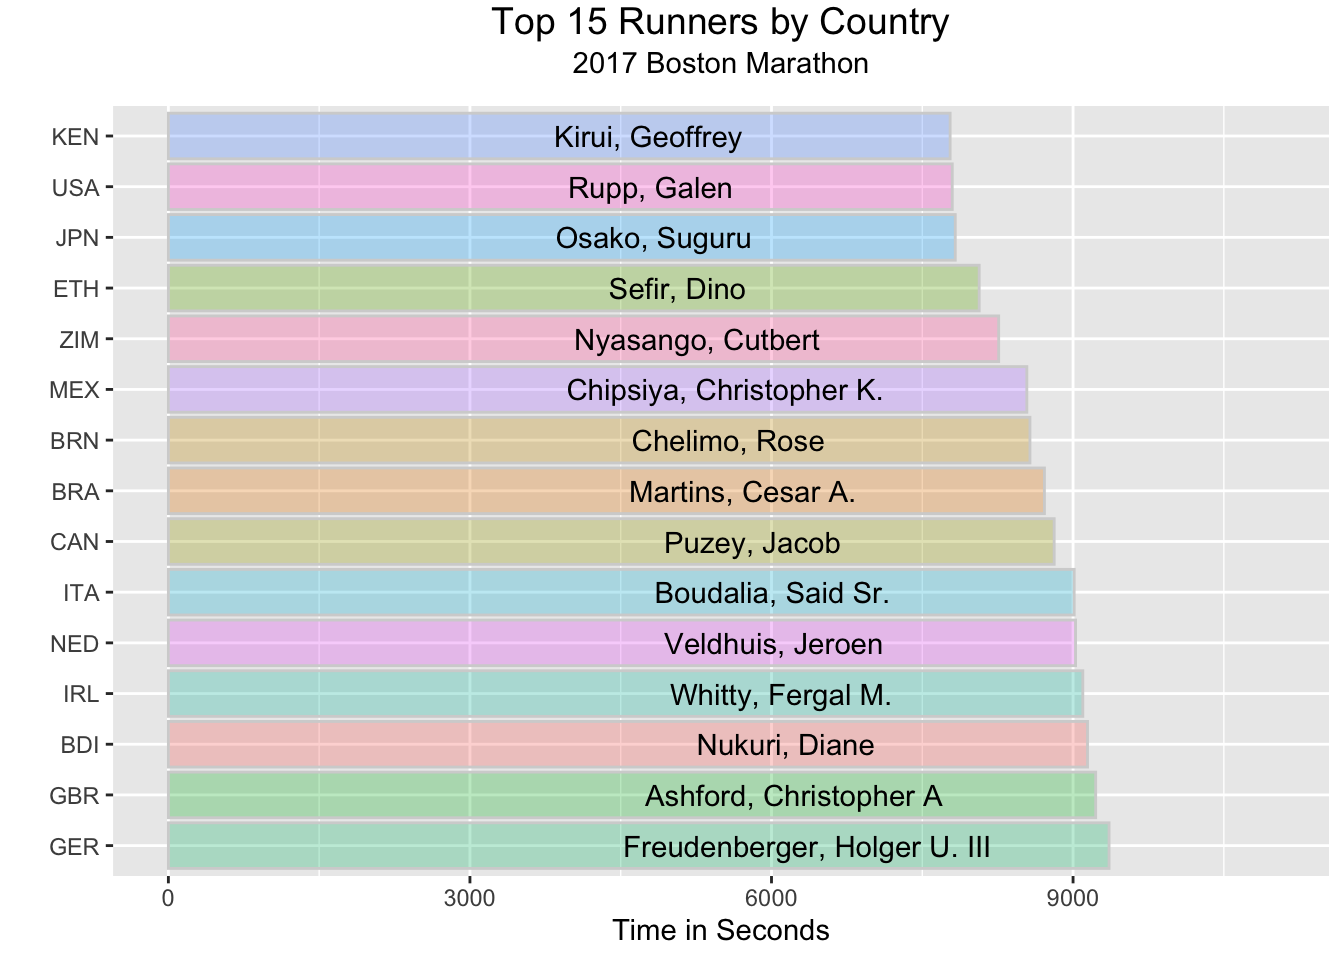 Top 15 Runners by Country
2017 Boston Marathon
KEN Kirui, Geoffrey
USA Rupp, Galen
JPN Osako, Suguru
ETH Sefir, Dino
ZIM Nyasango, Cutbert
MEX Chipsiya, Christopher K.
BRN Chelimo, Rose
BRA Martins, Cesar A.
CAN Puzey, Jacob
ITA Boudalia, Said Sr.
NED Veldhuis, Jeroen
IRL Whitty, Fergal M.
BDI Nukuri, Diane
GBR Ashford, Christopher A
GER Freudenberger, Holger U. III
0 3000 6000 9000
Time in Seconds